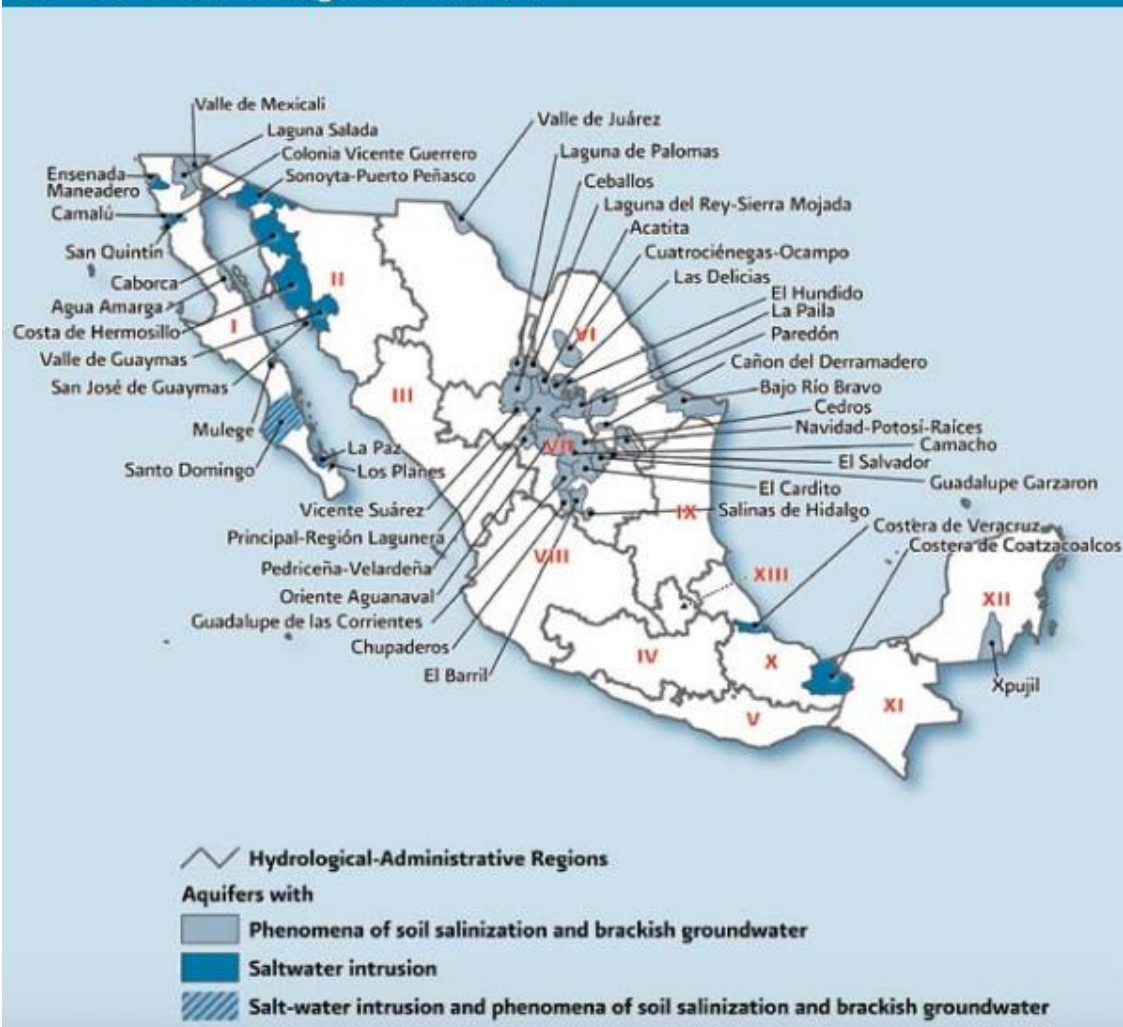 Valle de Mexicali
Laguna Salada
Colonia Vicente Guerrero
Sonoyta-Puerto Peñasco
Ensenada
Maneadero
Camalú
San Quintín
Caborca
Agua Amarga
Costa de Hermosillo
Valle de Guaymas
San José de Guaymas
Mulege
Santo Domingo
La Paz
Los Planes
Valle de Juárez
Laguna de Palomas
Ceballos
Laguna del Rey-Sierra Mojada
Acatita
Cuatrociénegas-Ocampo
Las Delicias
El Hundido
La Paila
Paredón
Cañon del Derramadero
Bajo Río Bravo
Cedros
Navidad-Potosí-Raíces
Camacho
El Salvador
Guadalupe Garzaron
El Cardito
Salinas de Hidalgo
Vicente Suárez
Principal-Región Lagunera
Pedriceña-Velardeña
Oriente Aguanaval
Guadalupe de las Corrientes
Chupaderos
El Barril
Costera de Veracruz
Costera de Coatzacoalcos
Xpujil
I
II
III
IV
V
VI
VII
VIII
IX
X
XI
XII
XIII
Hydrological-Administrative Regions
Aquifers with
Phenomena of soil salinization and brackish groundwater
Saltwater intrusion
Salt-water intrusion and phenomena of soil salinization and brackish groundwater